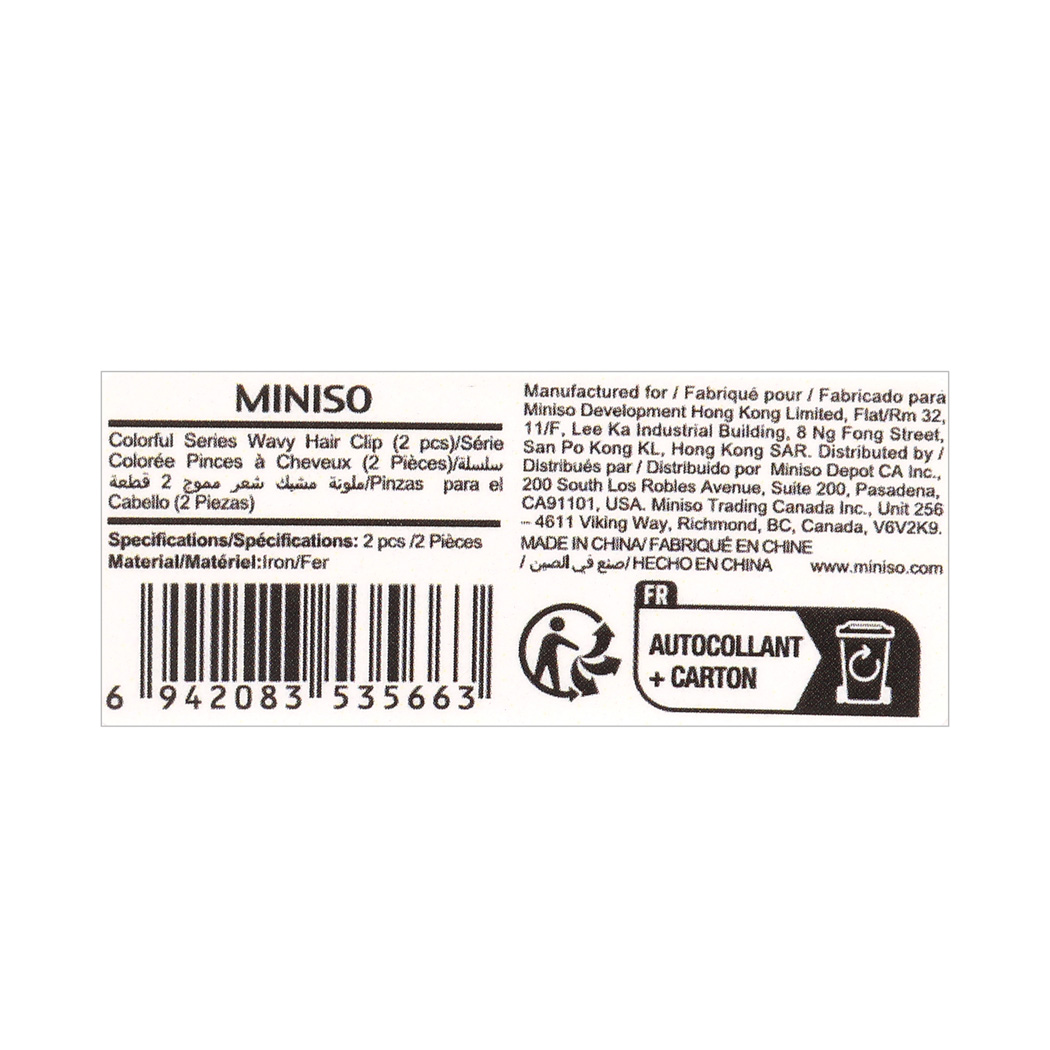 MINISO
Colorful Series Wavy Hair Clip (2 pcs)/Série
Colorée Pinces à Cheveux (2 Pièces)/سلسلة
ملونة مشبك شعر مموج 2 قطعة/Pinzas para el
Cabello (2 Piezas)
Specifications/Spécifications: 2 pcs /2 Pièces
Material/Matériel:Iron/Fer
6 942083 535663
Manufactured for / Fabriqué pour / Fabricado para
Miniso Development Hong Kong Limited, Flat/Rm 32,
11/F, Lee Ka Industrial Building, 8 Ng Fong Street,
San Po Kong KL, Hong Kong SAR. Distributed by /
Distribués par / Distribuido por Miniso Depot CA Inc.,
200 South Los Robles Avenue, Suite 200, Pasadena,
CA91101, USA. Miniso Trading Canada Inc., Unit 256
– 4611 Viking Way, Richmond, BC, Canada, V6V2K9.
MADE IN CHINA/ FABRIQUÉ EN CHINE
/ صنع في الصين/ HECHO EN CHINA www.miniso.com
FR
AUTOCOLLANT
+ CARTON